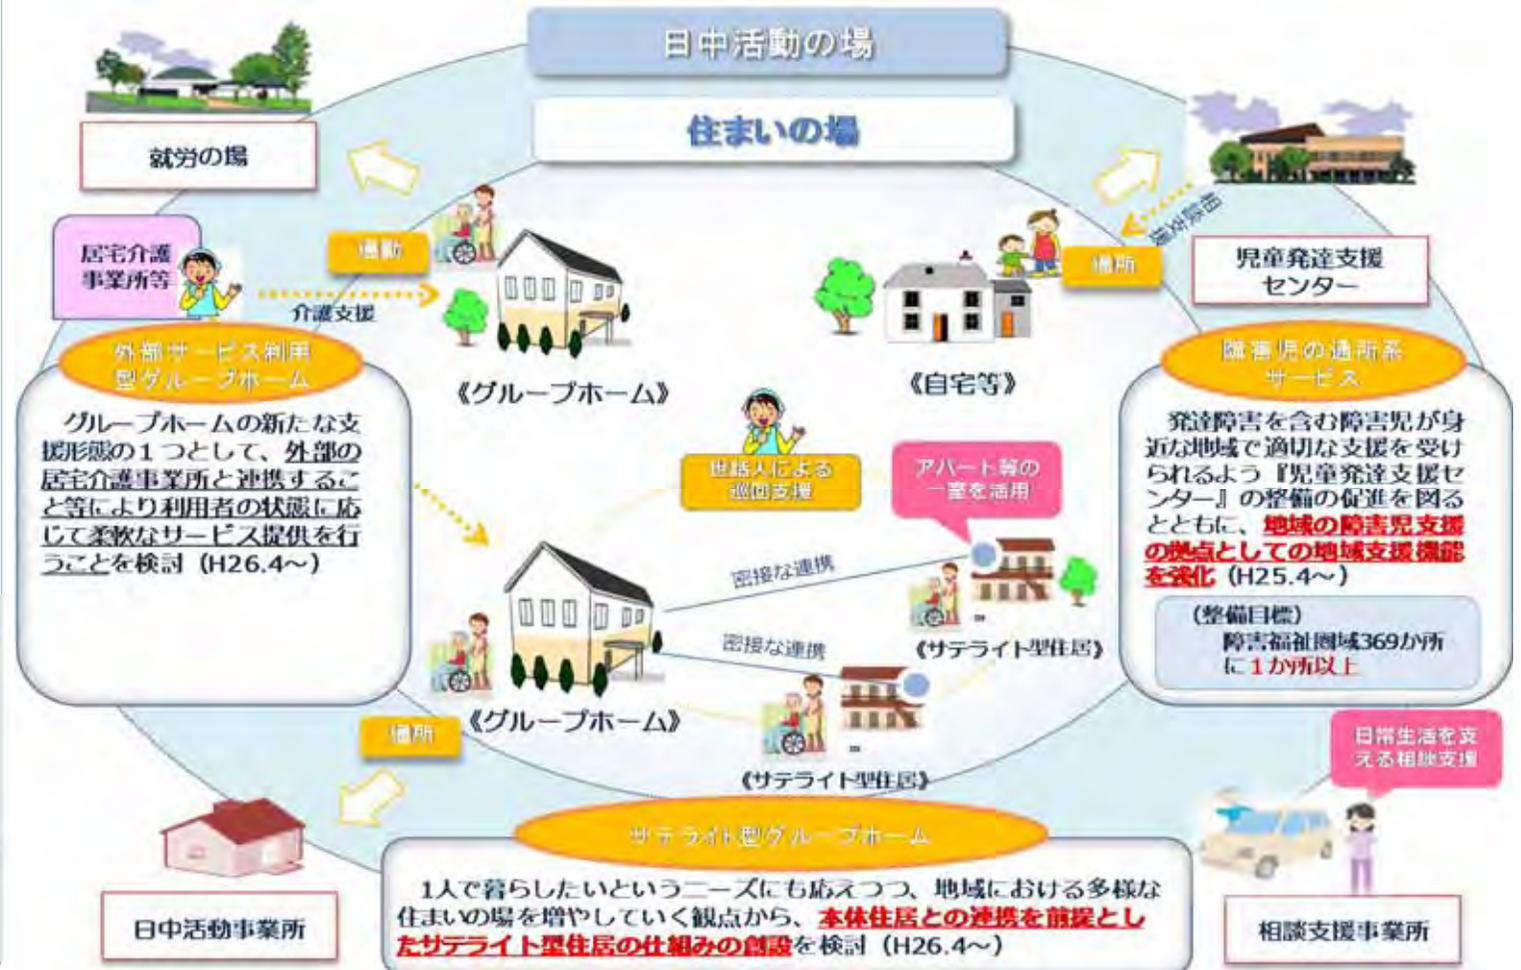 日中活動の場
住まいの場
就労の場
居宅介護
事業所等
通勤
介護支援
《グループホーム》
《自宅等》
通所
相談支援
児童発達支援
センター
外部サービス利用
型グループホーム
グループホームの新たな支
援形態の１つとして、外部の
居宅介護事業所と連携するこ
と等により利用者の状態に応
じて柔軟なサービス提供を行
うことを検討（H26.4～）
世話人による
巡回支援
アパート等の
一室を活用
密接な連携
密接な連携
《サテライト型住居》
《グループホーム》
《サテライト型住居》
障害児の通所系
サービス
発達障害を含む障害児が身
近な地域で適切な支援を受け
られるよう『児童発達支援セ
ンター』の整備の促進を図る
とともに、地域の障害児支援
の拠点としての地域支援機能
を強化（H25.4～）
（整備目標）
障害福祉圏域369か所
に１か所以上
通所
日中活動事業所
サテライト型グループホーム
1人で暮らしたいというニーズにも応えつつ、地域における多様な
住まいの場を増やしていく観点から、本体住居との連携を前提とし
たサテライト型住居の仕組みの創設を検討（H26.4～）
日常生活を支
える相談支援
相談支援事業所